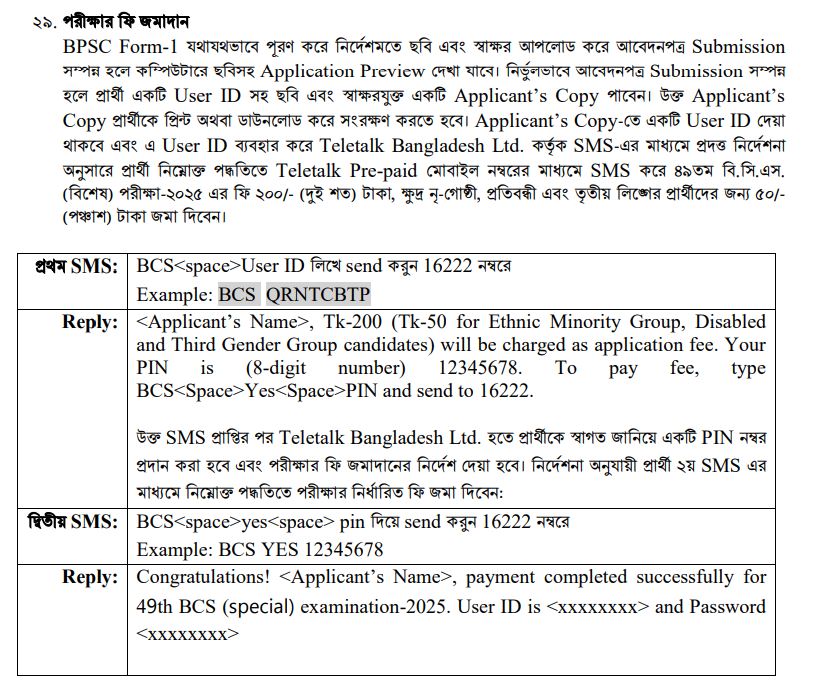 ২৯. পরীক্ষার ফি জমাদান
BPSC Form-1 যথাযথভাবে পূরণ করে নির্দেশমতে ছবি এবং স্বাক্ষর আপলোড করে আবেদনপত্র Submission
সম্পন্ন হলে কম্পিউটারে ছবিসহ Application Preview দেখা যাবে। নির্ভুলভাবে আবেদনপত্র Submission সম্পন্ন
হলে প্রার্থী একটি User ID সহ ছবি এবং স্বাক্ষরযুক্ত একটি Applicant’s Copy পাবেন। উক্ত Applicant’s
Copy প্রার্থীকে প্রিন্ট অথবা ডাউনলোড করে সংরক্ষণ করতে হবে। Applicant’s Copy-তে একটি User ID দেয়া
থাকবে এবং এ User ID ব্যবহার করে Teletalk Bangladesh Ltd. কর্তৃক SMS-এর মাধ্যমে প্রদত্ত নির্দেশনা
অনুসারে প্রার্থী নিম্নোক্ত পদ্ধতিতে Teletalk Pre-paid মোবাইল নম্বরের মাধ্যমে SMS করে ৪৯তম বি.সি.এস.
(বিশেষ) পরীক্ষা-২০২৫ এর ফি ২০০/- (দুই শত) টাকা, ক্ষুদ্র নৃ-গোষ্ঠী, প্রতিবন্ধী এবং তৃতীয় লিঙ্গের প্রার্থীদের জন্য ৫০/-
(পঞ্চাশ) টাকা জমা দিবেন।
প্রথম SMS: BCS<space>User ID লিখে send করুন 16222 নম্বরে
Example: BCS QRNTCBTP
Reply: <Applicant’s Name>, Tk-200 (Tk-50 for Ethnic Minority Group, Disabled
and Third Gender Group candidates) will be charged as application fee. Your
PIN is (8-digit number) 12345678. To pay fee, type
BCS<Space>Yes<Space>PIN and send to 16222.
উক্ত SMS প্রাপ্তির পর Teletalk Bangladesh Ltd. হতে প্রার্থীকে স্বাগত জানিয়ে একটি PIN নম্বর
প্রদান করা হবে এবং পরীক্ষার ফি জমাদানের নির্দেশ দেয়া হবে। নির্দেশনা অনুযায়ী প্রার্থী ২য় SMS এর
মাধ্যমে নিম্নোক্ত পদ্ধতিতে পরীক্ষার নির্ধারিত ফি জমা দিবেন:
দ্বিতীয় SMS: BCS<space>yes<space> pin দিয়ে send করুন 16222 নম্বরে
Example: BCS YES 12345678
Reply: Congratulations! <Applicant’s Name>, payment completed successfully for
49th BCS (special) examination-2025. User ID is <xxxxxxxx> and Password
<xxxxxxxx>